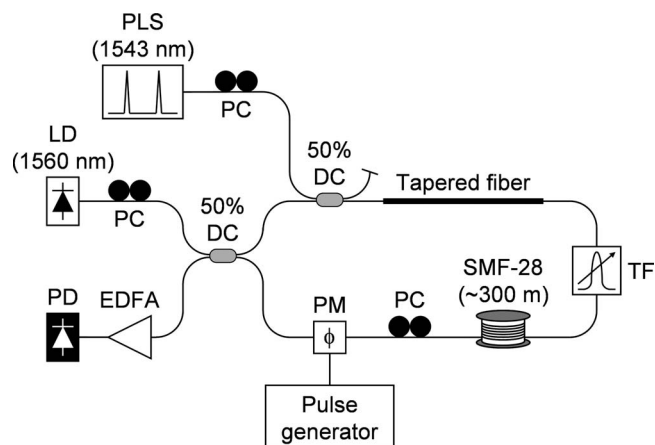 PLS
(1543 nm)
PC
LD
(1560 nm)
PC
50%
DC
50%
DC
Tapered fiber
TF
SMF-28
(~300 m)
PC
PM
ϕ
Pulse
generator
PD
EDFA